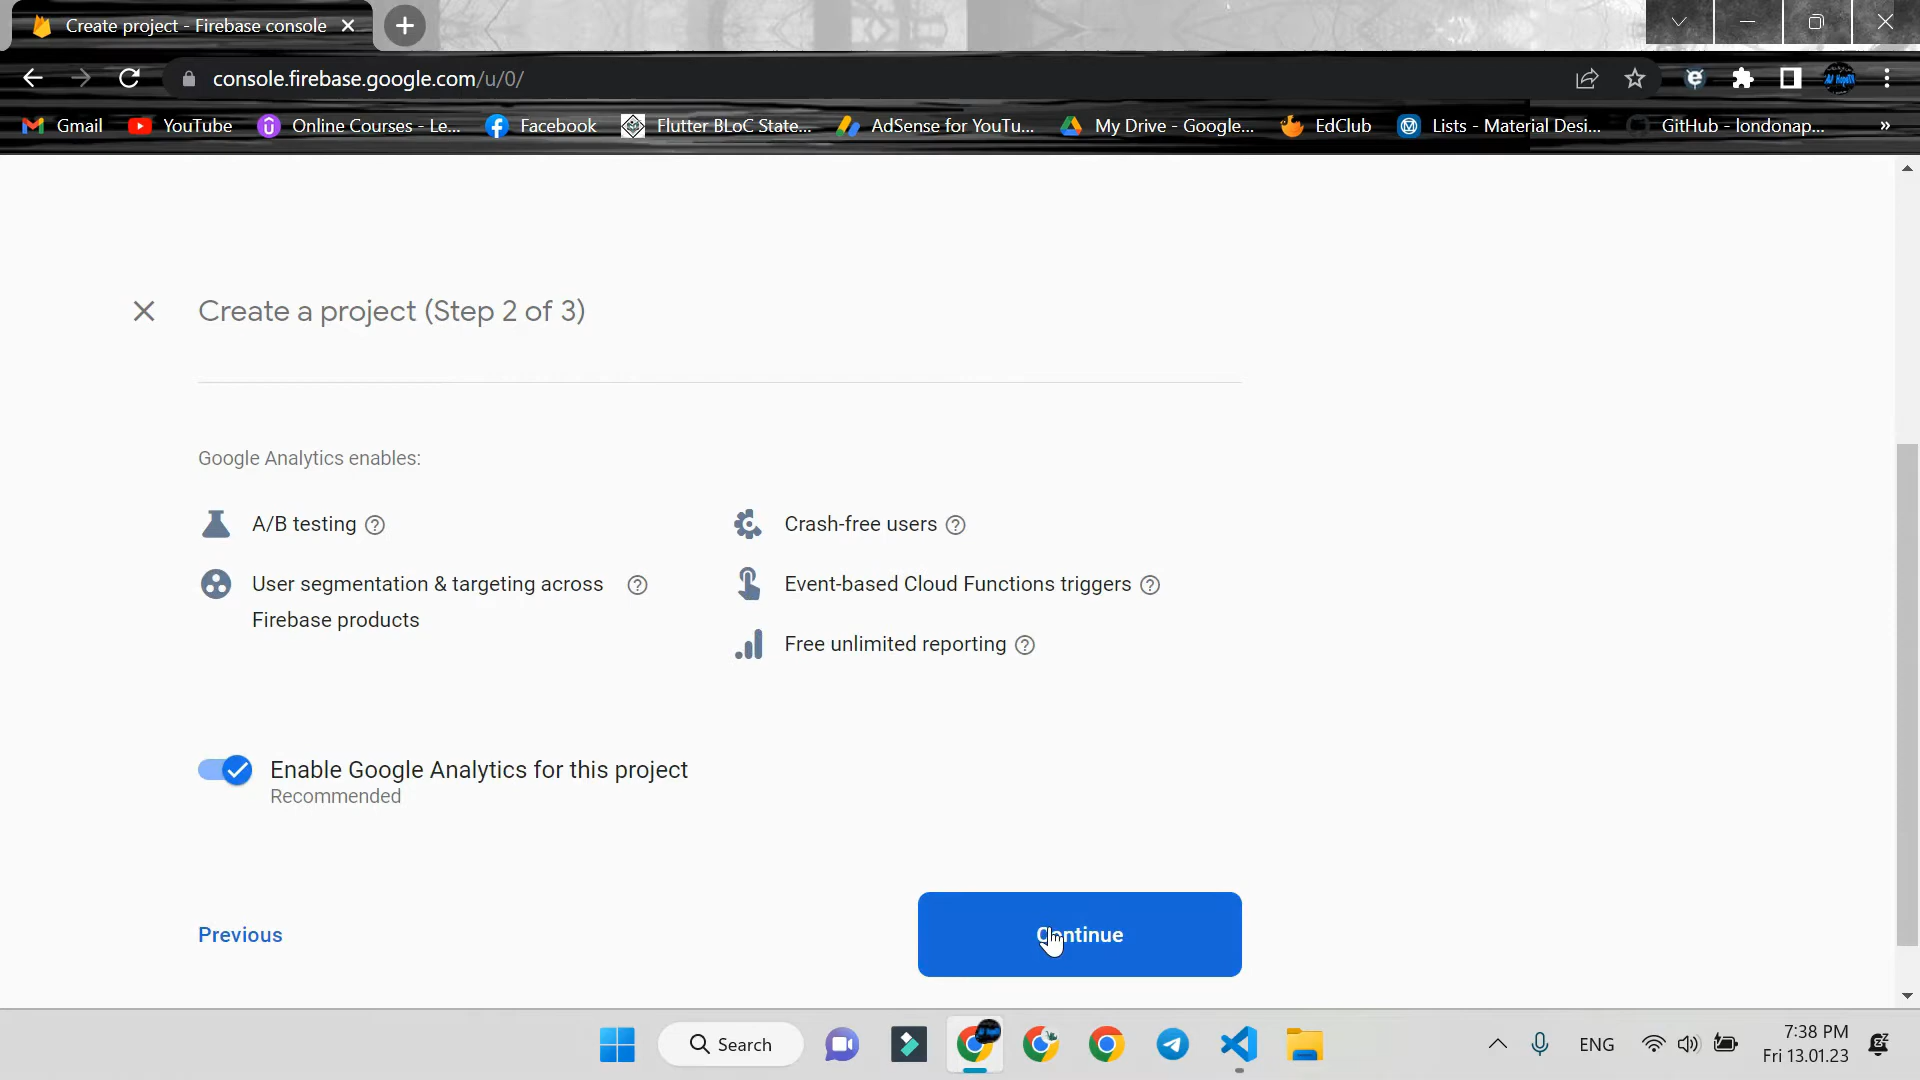 Create project - Firebase console
console.firebase.google.com/u/0/
Gmail YouTube Online Courses - Le... Facebook Flutter BLoC State... AdSense for YouTu... My Drive - Google... EdClub Lists - Material Desi... GitHub - londonap... »
Create a project (Step 2 of 3)
Google Analytics enables:
A/B testing
Crash-free users
User segmentation & targeting across
Firebase products
Event-based Cloud Functions triggers
Free unlimited reporting
Enable Google Analytics for this project
Recommended
Previous
Continue
Search
ENG
7:38 PM
Fri 13.01.23